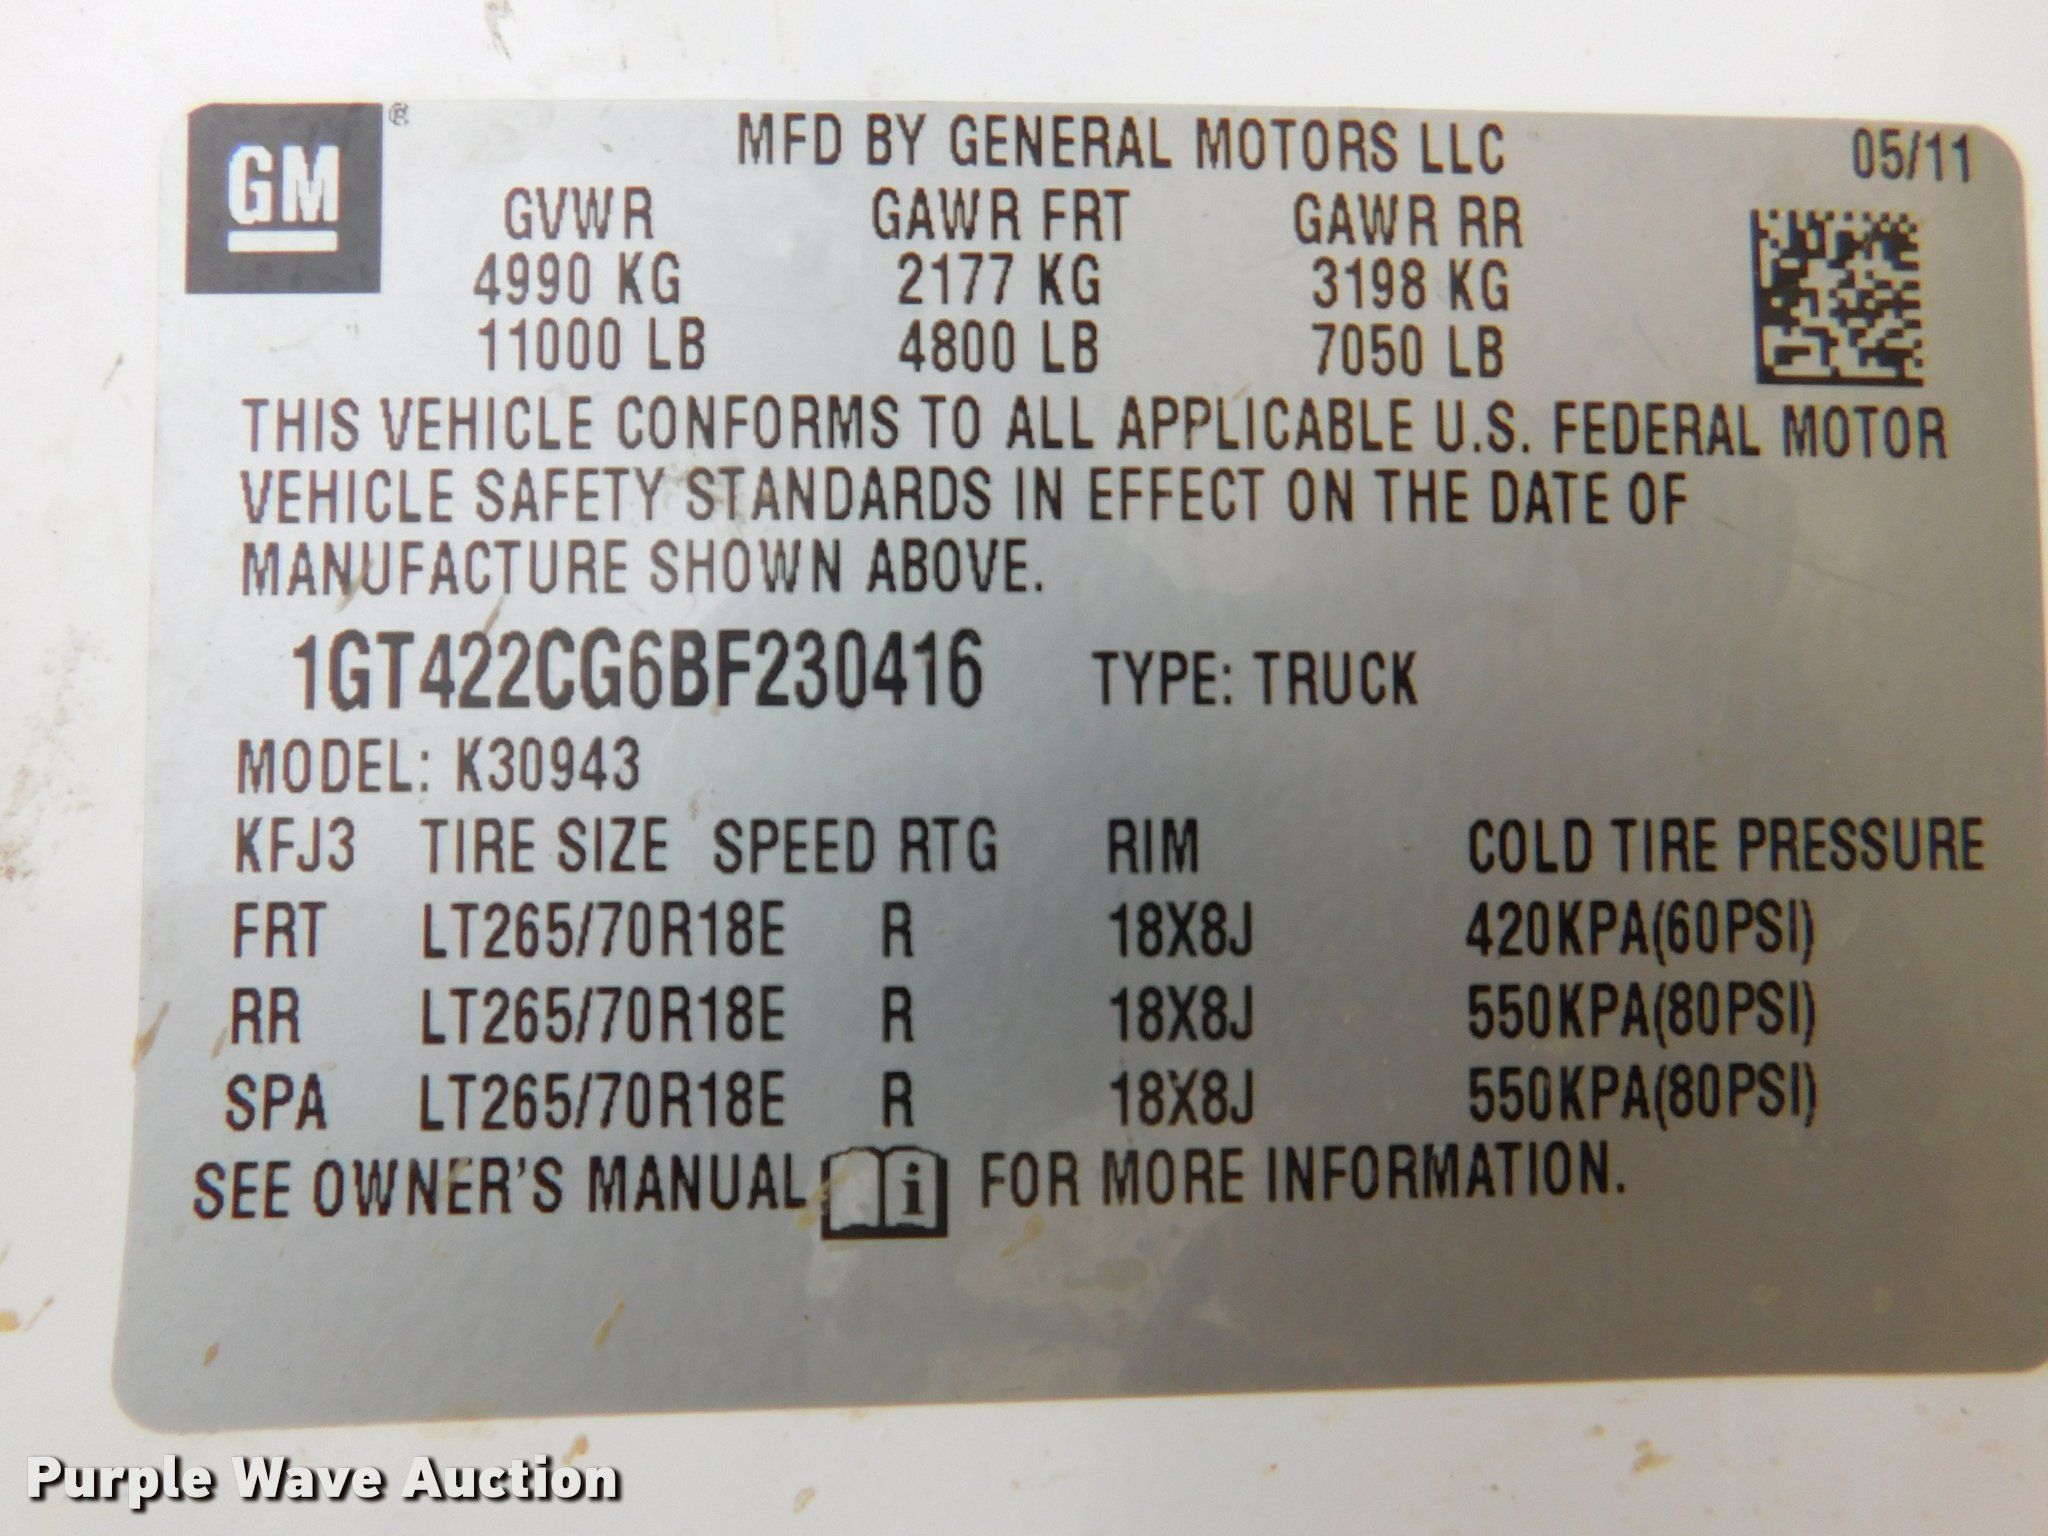 GM ®
MFD BY GENERAL MOTORS LLC 05/11
GVWR GAWR FRT GAWR RR
4990 KG 2177 KG 3198 KG
11000 LB 4800 LB 7050 LB
THIS VEHICLE CONFORMS TO ALL APPLICABLE U.S. FEDERAL MOTOR
VEHICLE SAFETY STANDARDS IN EFFECT ON THE DATE OF
MANUFACTURE SHOWN ABOVE.
1GT422CG6BF230416 TYPE: TRUCK
MODEL: K30943
KFJ3 TIRE SIZE SPEED RTG RIM COLD TIRE PRESSURE
FRT LT265/70R18E R 18X8J 420KPA(60PSI)
RR LT265/70R18E R 18X8J 550KPA(80PSI)
SPA LT265/70R18E R 18X8J 550KPA(80PSI)
SEE OWNER'S MANUAL i FOR MORE INFORMATION.
Purple Wave Auction